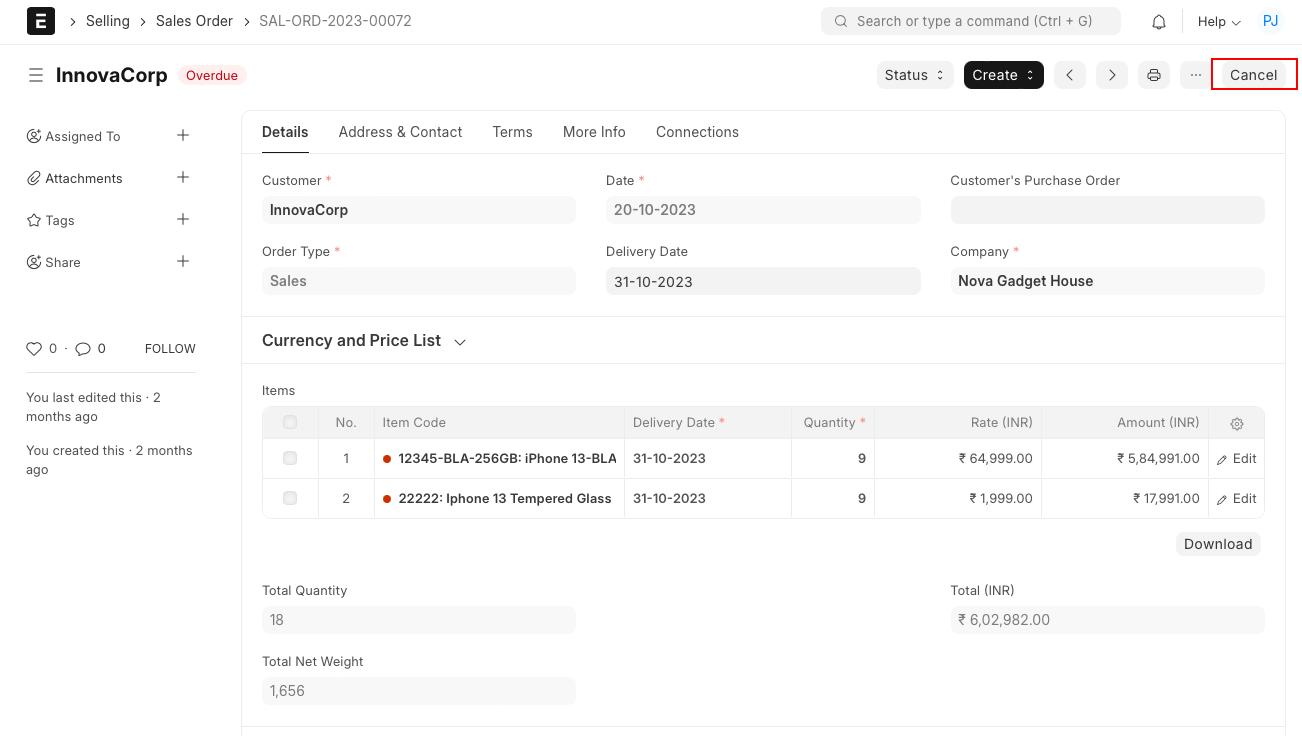 E Selling Sales Order SAL-ORD-2023-00072 Search or type a command (Ctrl + G) Help PJ
InnovaCorp Overdue Status Create ... Cancel
Assigned To +
Attachments +
Tags +
Share +
0 · 0 FOLLOW
You last edited this · 2
months ago
You created this · 2 months
ago
Details Address & Contact Terms More Info Connections
Customer * Date * Customer's Purchase Order
InnovaCorp 20-10-2023
Order Type * Delivery Date Company *
Sales 31-10-2023 Nova Gadget House
Currency and Price List
Items
No. Item Code Delivery Date * Quantity * Rate (INR) Amount (INR)
1 12345-BLA-256GB: iPhone 13-BLA 31-10-2023 9 ₹ 64,999.00 ₹ 5,84,991.00 Edit
2 22222: Iphone 13 Tempered Glass 31-10-2023 9 ₹ 1,999.00 ₹ 17,991.00 Edit
Download
Total Quantity Total (INR)
18 ₹ 6,02,982.00
Total Net Weight
1,656